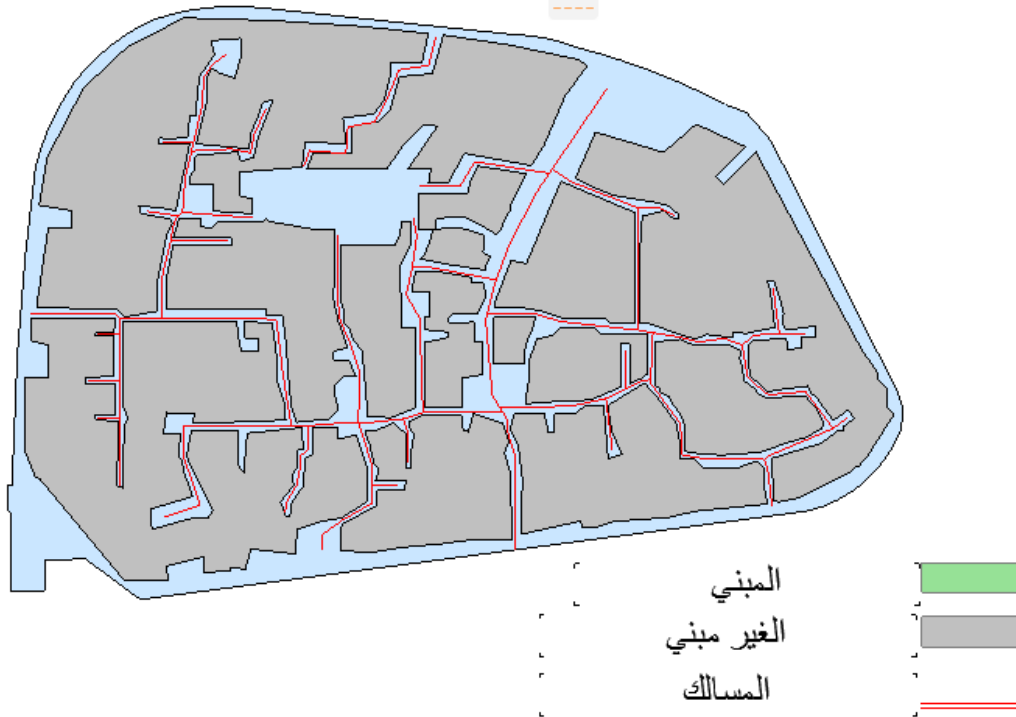 المبني
الغير مبني
المسالك